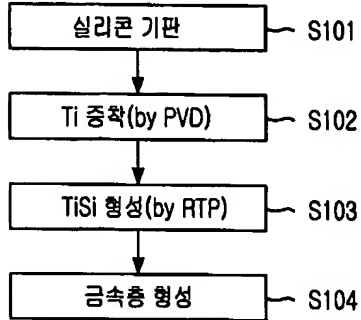 실리콘 기판 S101
Ti 증착(by PVD) S102
TiSi 형성(by RTP) S103
금속층 형성 S104